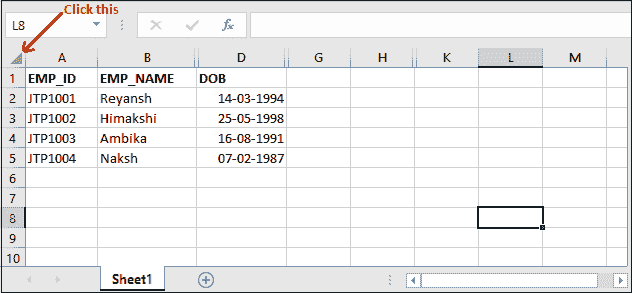 Click this
L8
fx
A B D G H K L M
1 EMP_ID EMP_NAME DOB
2 JTP1001 Reyansh 14-03-1994
3 JTP1002 Himakshi 25-05-1998
4 JTP1003 Ambika 16-08-1991
5 JTP1004 Naksh 07-02-1987
6
7
8
9
10
Sheet1